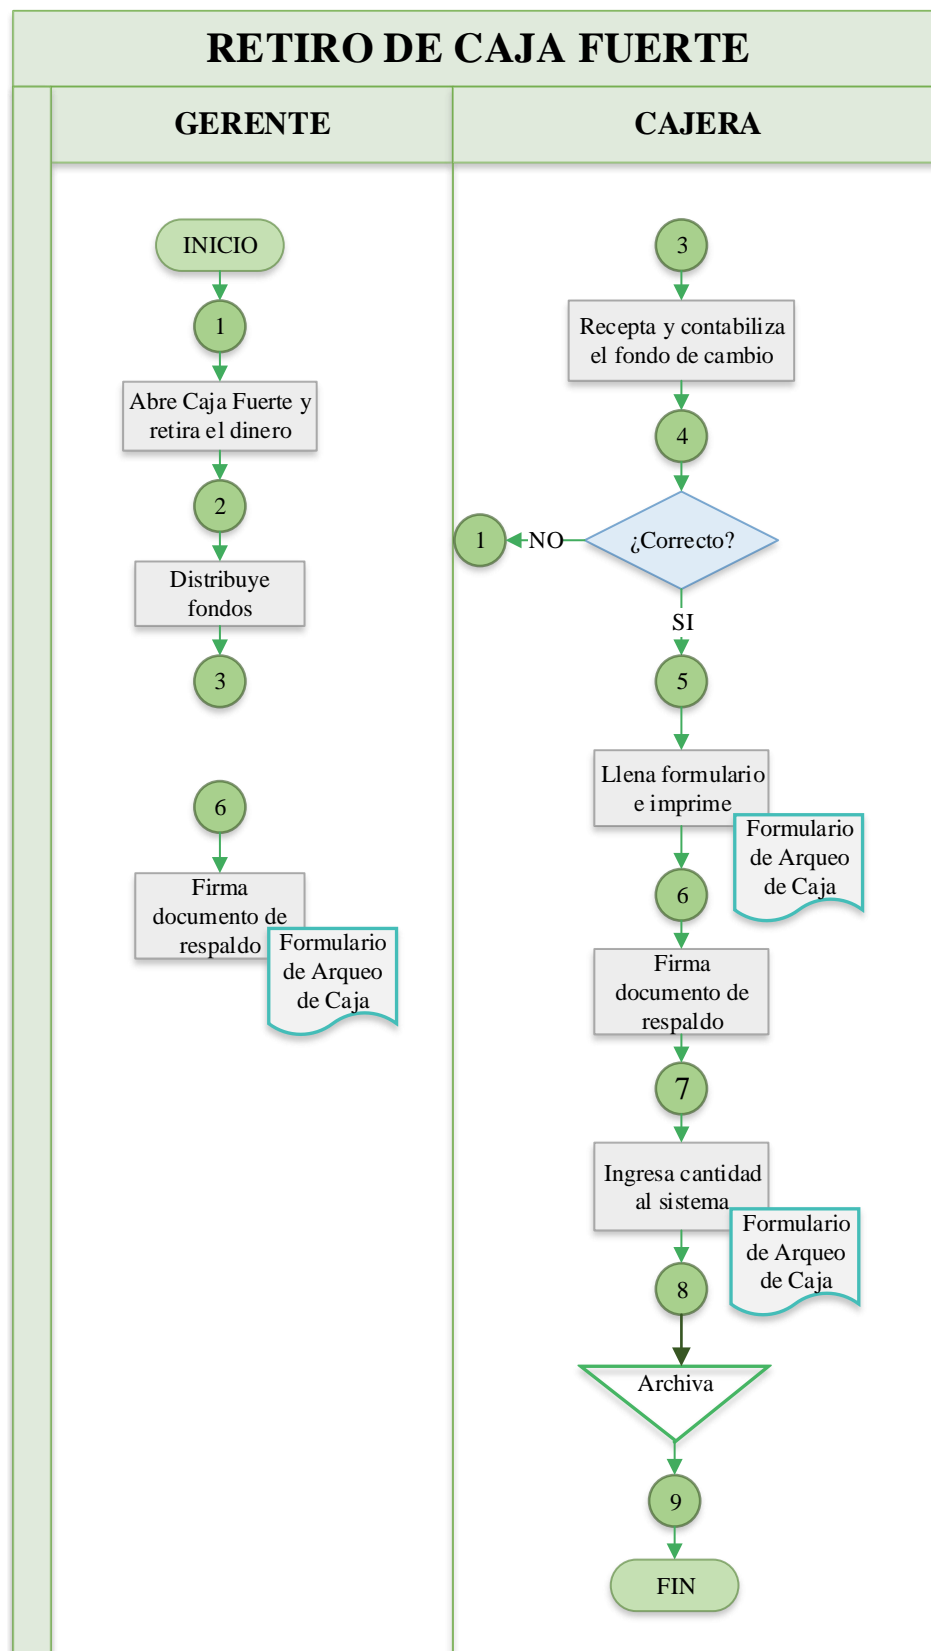 RETIRO DE CAJA FUERTE
GERENTE
CAJERA
INICIO
1
Abre Caja Fuerte y
retira el dinero
2
Distribuye
fondos
3
6
Firma
documento de
respaldo
Formulario
de Arqueo
de Caja
3
Recepta y contabiliza
el fondo de cambio
4
¿Correcto?
NO
1
SI
5
Llena formulario
e imprime
Formulario
de Arqueo
de Caja
6
Firma
documento de
respaldo
7
Ingresa cantidad
al sistema
Formulario
de Arqueo
de Caja
8
Archiva
9
FIN